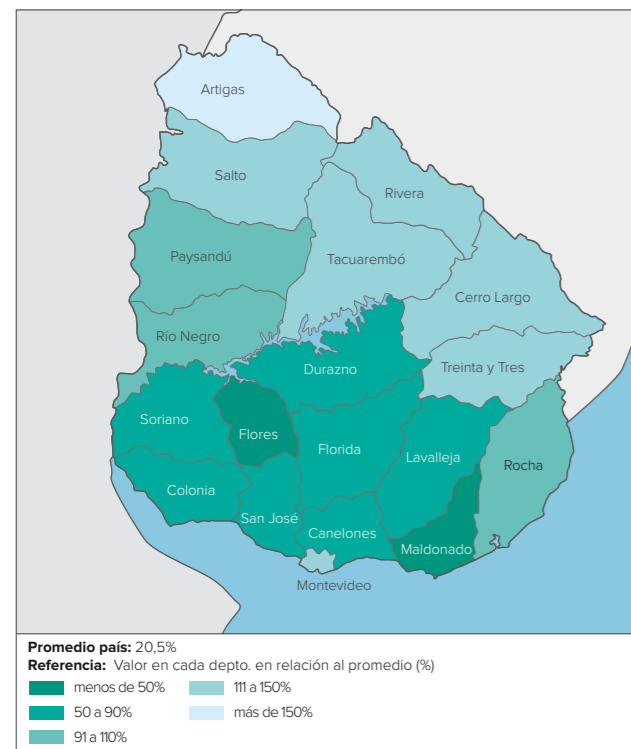 Artigas
Salto
Rivera
Paysandú
Tacuarembó
Cerro Largo
Río Negro
Durazno
Treinta y Tres
Soriano
Flores
Florida
Lavalleja
Rocha
Colonia
San José
Canelones
Maldonado
Montevideo
Promedio país: 20,5%
Referencia: Valor en cada depto. en relación al promedio (%)
menos de 50%
50 a 90%
91 a 110%
111 a 150%
más de 150%